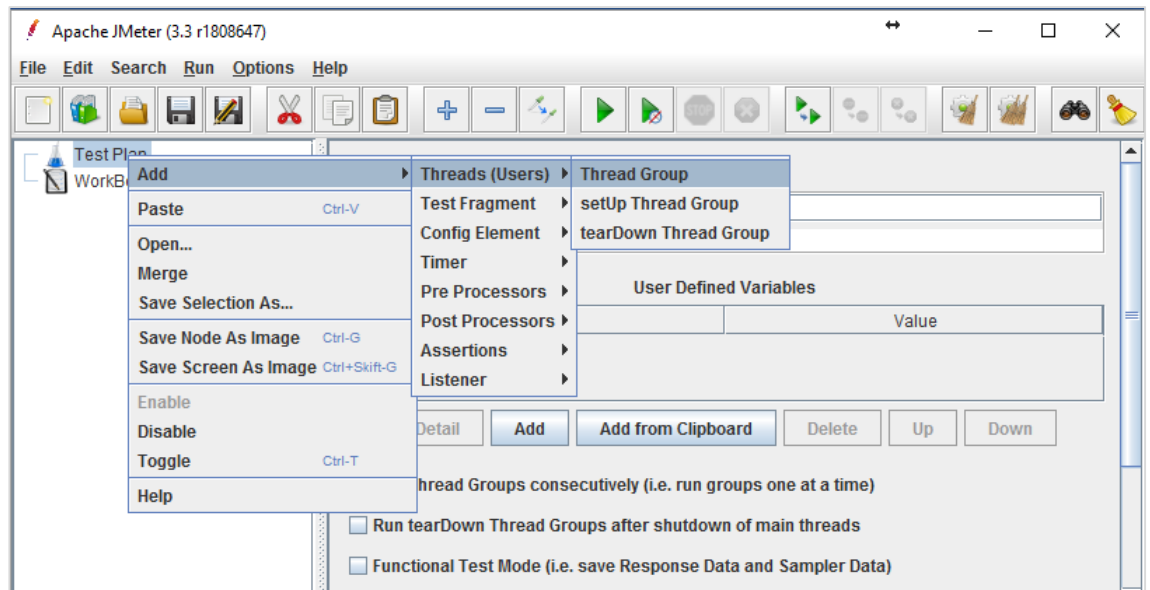 Apache JMeter (3.3 r1808647)
File Edit Search Run Options Help
STOP
Test Plan
WorkB
Add
Paste Ctrl-V
Open...
Merge
Save Selection As...
Save Node As Image Ctrl-G
Save Screen As Image Ctrl+Skift-G
Enable
Disable
Toggle Ctrl-T
Help
Threads (Users)
Test Fragment
Config Element
Timer
Pre Processors
Post Processors
Assertions
Listener
Thread Group
setUp Thread Group
tearDown Thread Group
User Defined Variables
Value
Detail Add Add from Clipboard Delete Up Down
hread Groups consecutively (i.e. run groups one at a time)
Run tearDown Thread Groups after shutdown of main threads
Functional Test Mode (i.e. save Response Data and Sampler Data)